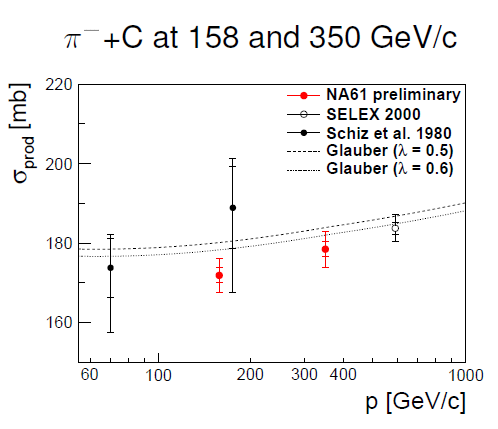 π⁻+C at 158 and 350 GeV/c
σprod [mb]
220
200
180
160
NA61 preliminary
SELEX 2000
Schiz et al. 1980
Glauber (λ = 0.5)
Glauber (λ = 0.6)
60 100 200 300 400 1000
p [GeV/c]